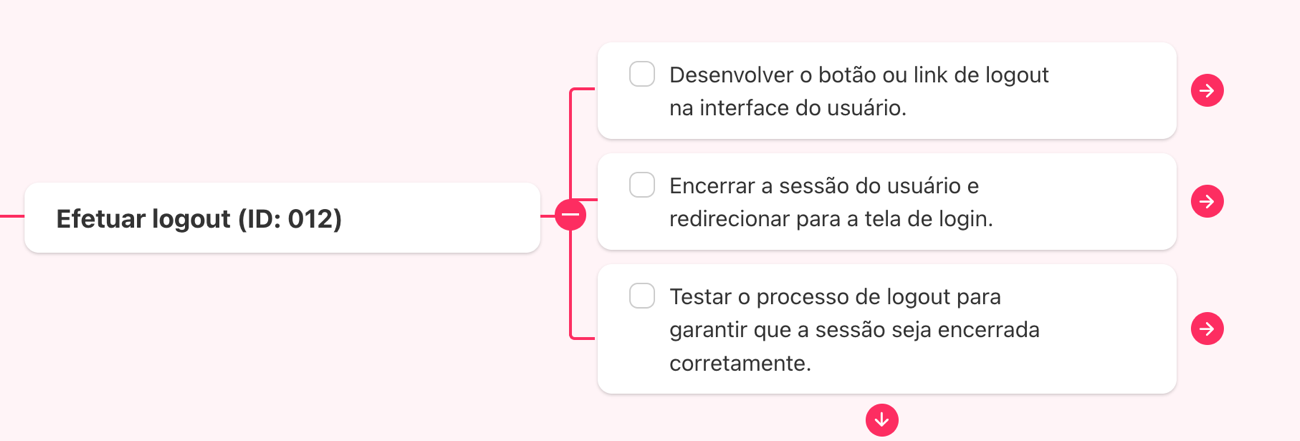 Efetuar logout (ID: 012)
Desenvolver o botão ou link de logout
na interface do usuário.
Encerrar a sessão do usuário e
redirecionar para a tela de login.
Testar o processo de logout para
garantir que a sessão seja encerrada
corretamente.